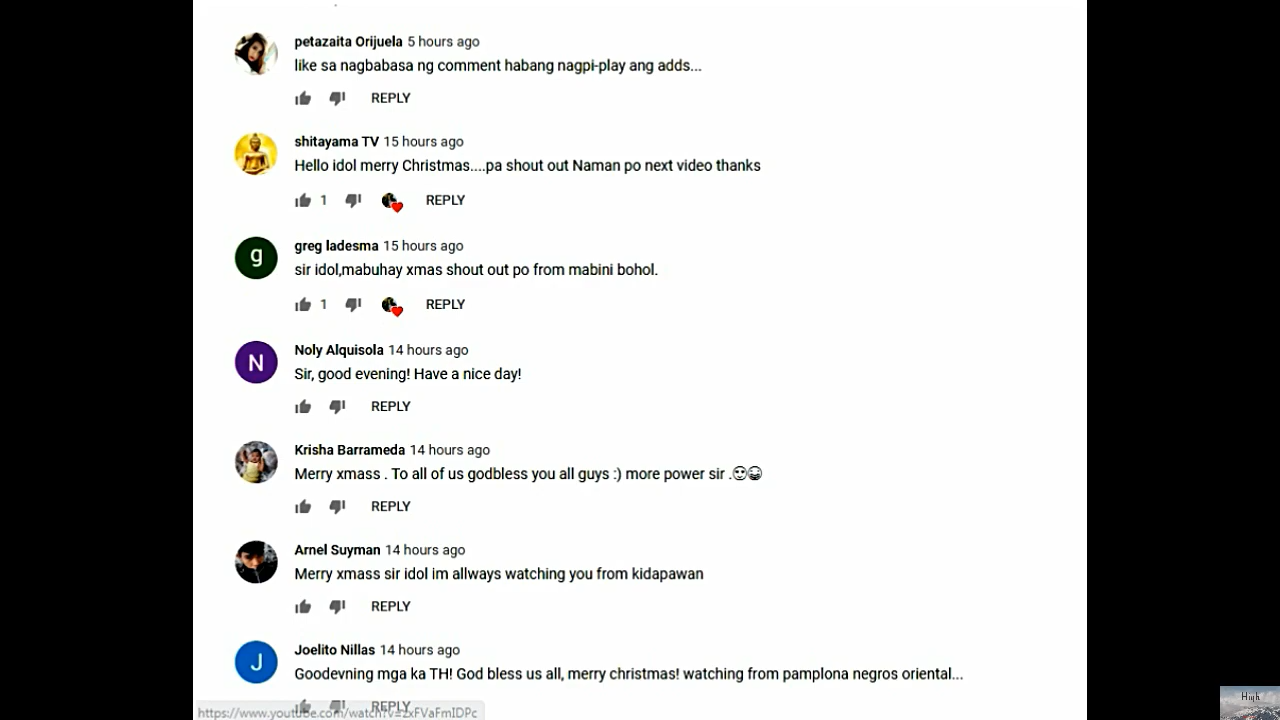 petazaita Orijuela 5 hours ago
like sa nagbabasa ng comment habang nagpi-play ang adds...
REPLY
shitayama TV 15 hours ago
Hello idol merry Christmas....pa shout out Naman po next video thanks
1 REPLY
g
greg ladesma 15 hours ago
sir idol,mabuhay xmas shout out po from mabini bohol.
1 REPLY
N
Noly Alquisola 14 hours ago
Sir, good evening! Have a nice day!
REPLY
Krisha Barrameda 14 hours ago
Merry xmass . To all of us godbless you all guys :) more power sir .
REPLY
Arnel Suyman 14 hours ago
Merry xmass sir idol im allways watching you from kidapawan
REPLY
J
Joelito Nillas 14 hours ago
Goodevning mga ka TH! God bless us all, merry christmas! watching from pamplona negros oriental...
REPLY
https://www.youtube.com/watch?v=zxFVaFmIDPc
High